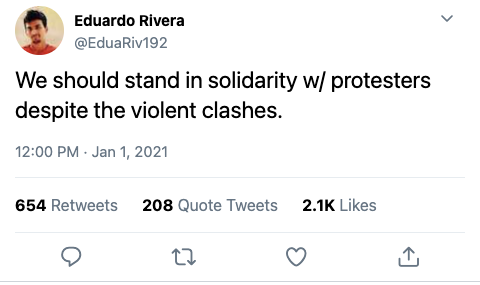 Eduardo Rivera
@EduaRiv192
We should stand in solidarity w/ protesters
despite the violent clashes.
12:00 PM · Jan 1, 2021
654 Retweets 208 Quote Tweets 2.1K Likes